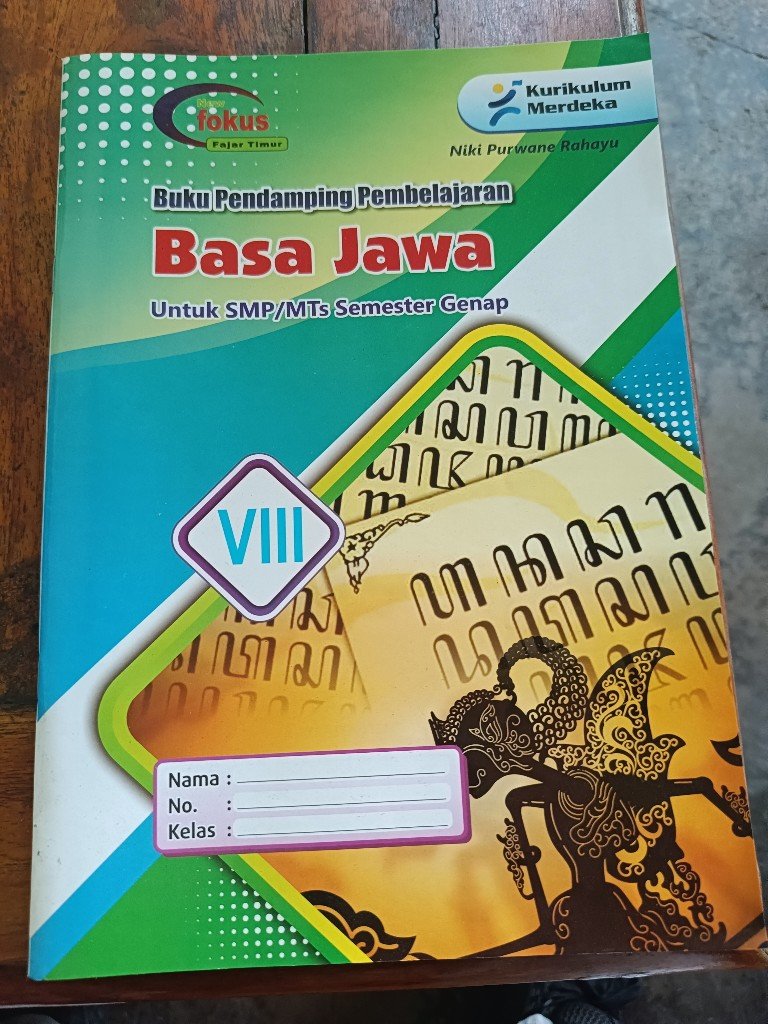 New
fokus
Fajar Timur
Kurikulum
Merdeka
Niki Purwane Rahayu
Buku Pendamping Pembelajaran
Basa Jawa
Untuk SMP/MTs Semester Genap
VIII
ꦲꦤꦕꦫ
Nama :
No. :
Kelas :